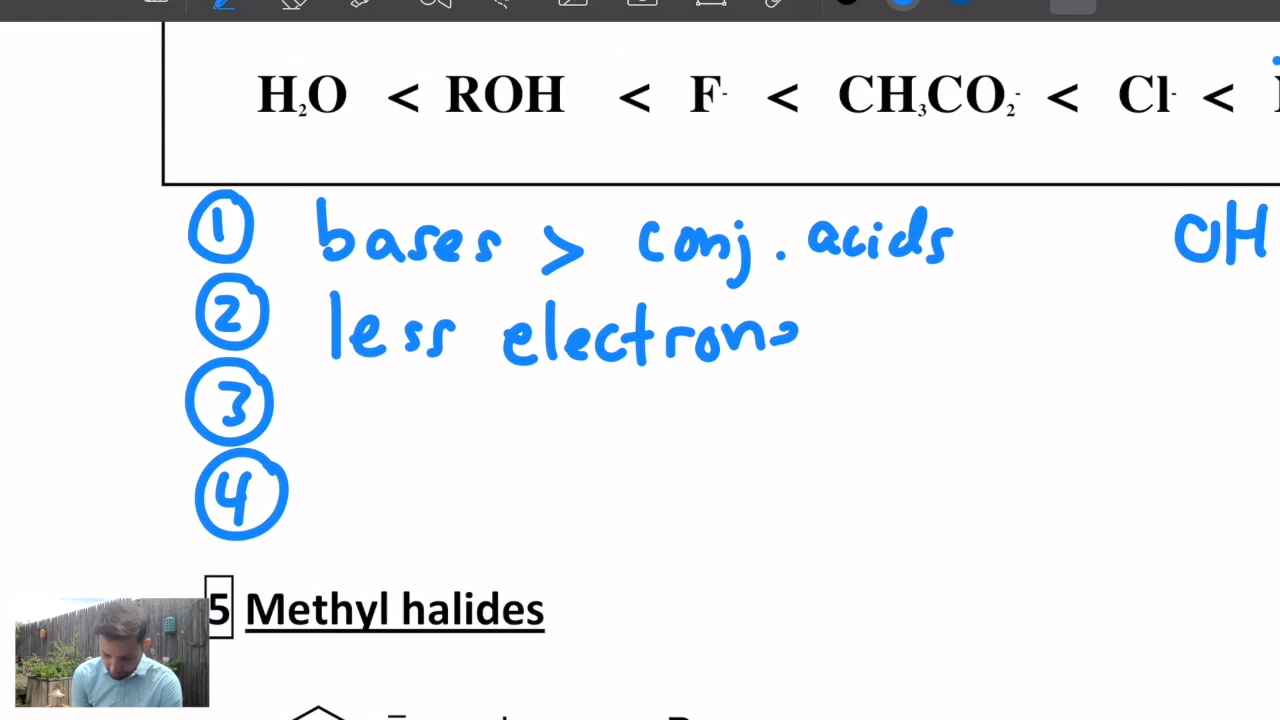 H₂O < ROH < F⁻ < CH₃CO₂⁻ < Cl⁻ <
① bases > conj. acids OH
② less electrons
③
④
5 Methyl halides